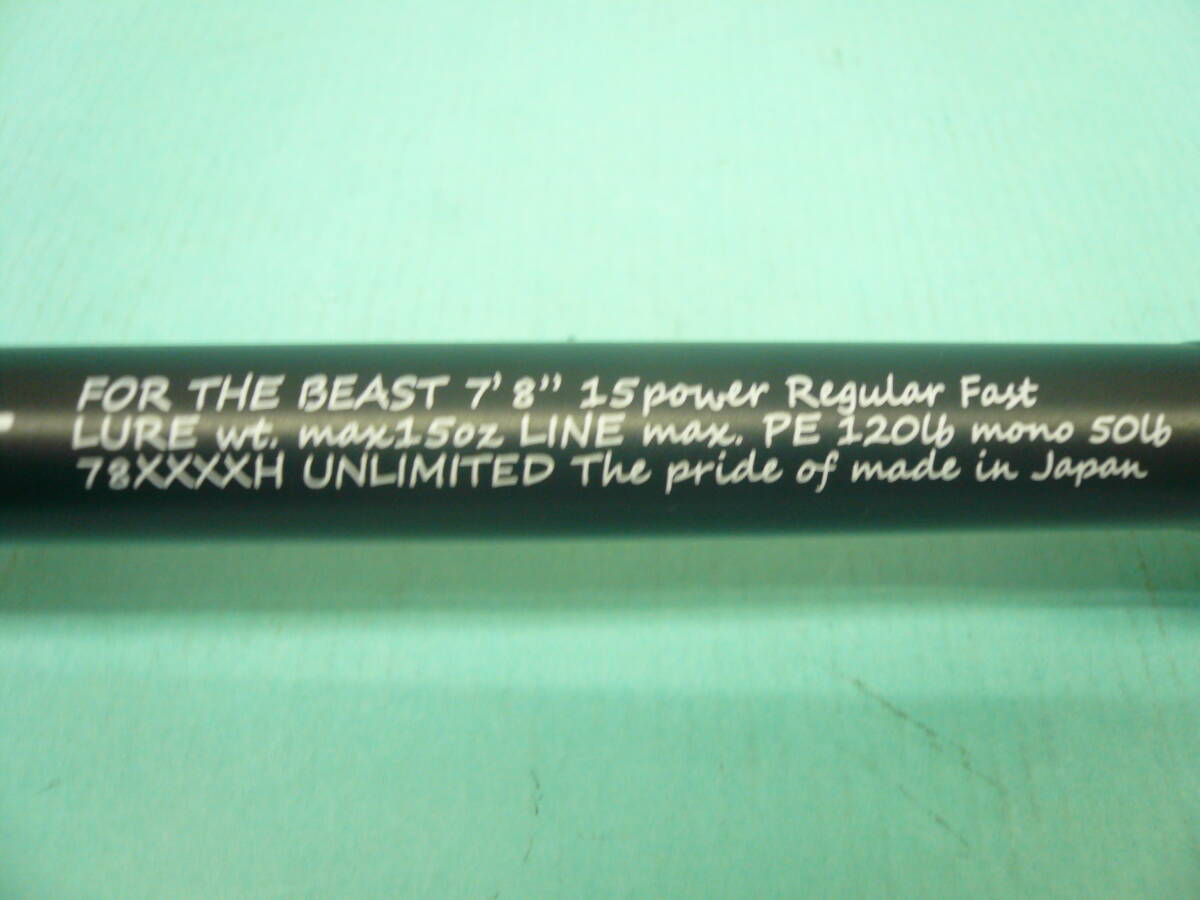 FOR THE BEAST 7'8" 15power Regular Fast
LURE wt. max15oz LINE max. PE 120lb mono 50lb
78XXXXH UNLIMITED The pride of made in Japan